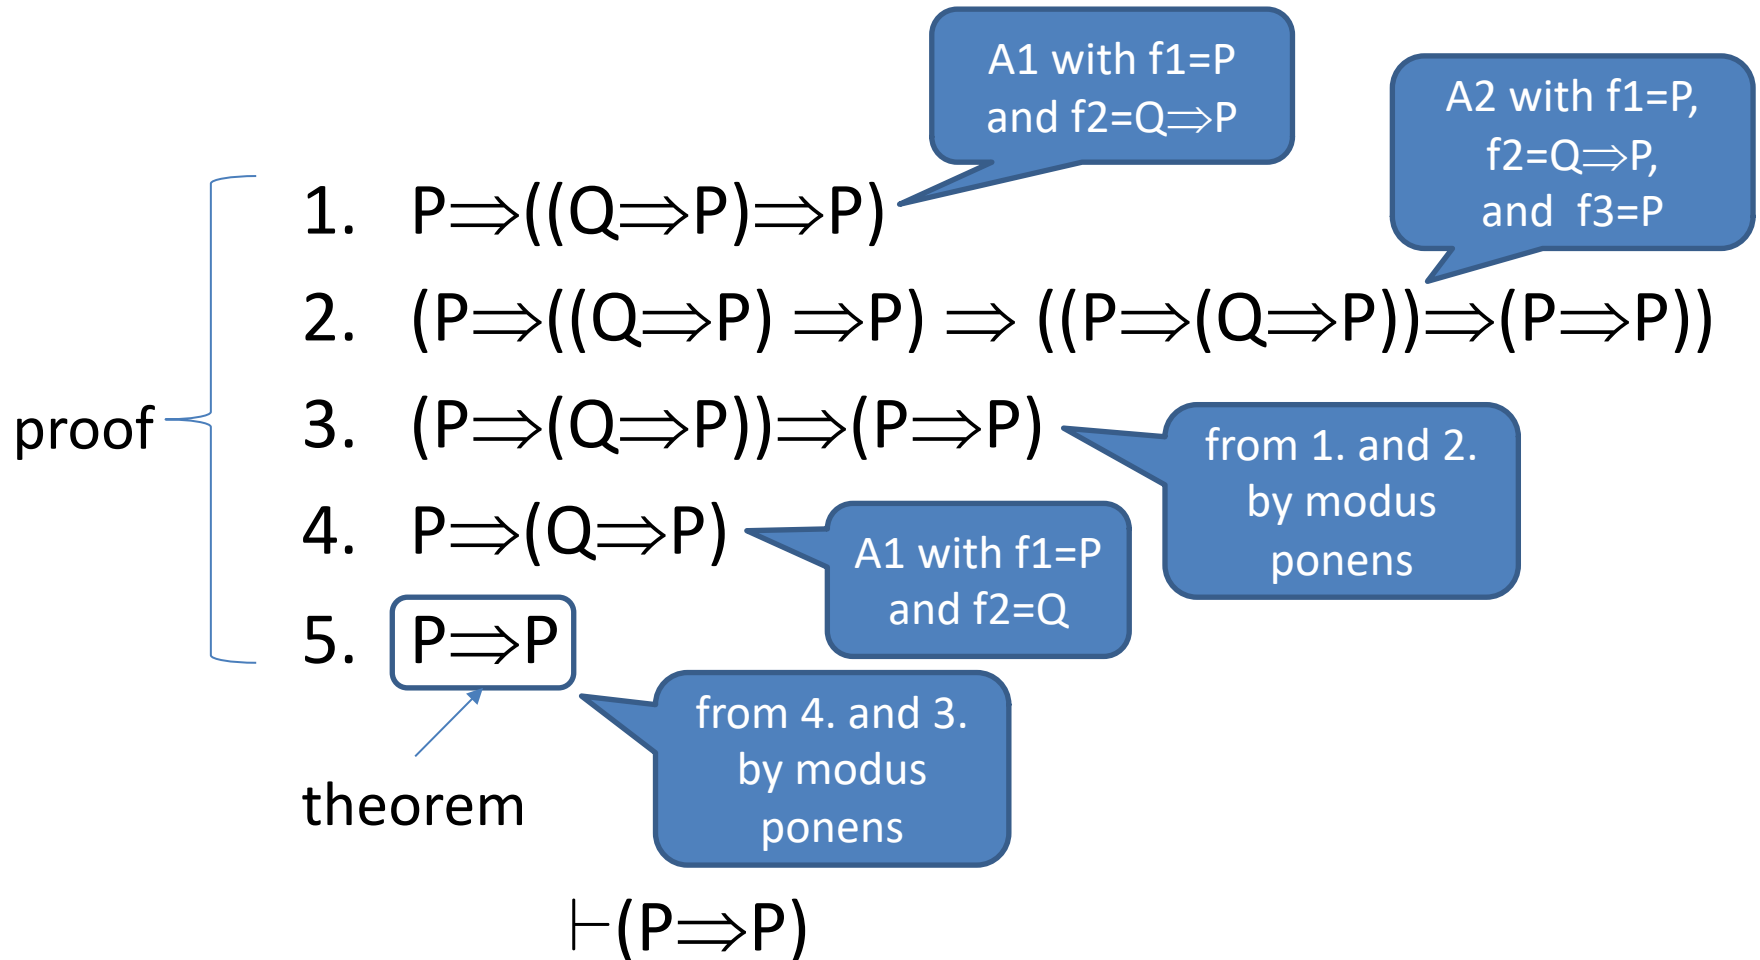 A1 with f1=P
and f2=Q⇒P
A2 with f1=P,
f2=Q⇒P,
and f3=P
1. P⇒((Q⇒P)⇒P)
2. (P⇒((Q⇒P) ⇒P) ⇒ ((P⇒(Q⇒P))⇒(P⇒P))
proof
3. (P⇒(Q⇒P))⇒(P⇒P)
from 1. and 2.
by modus
ponens
4. P⇒(Q⇒P)
A1 with f1=P
and f2=Q
5. P⇒P
from 4. and 3.
by modus
ponens
theorem
⊢(P⇒P)